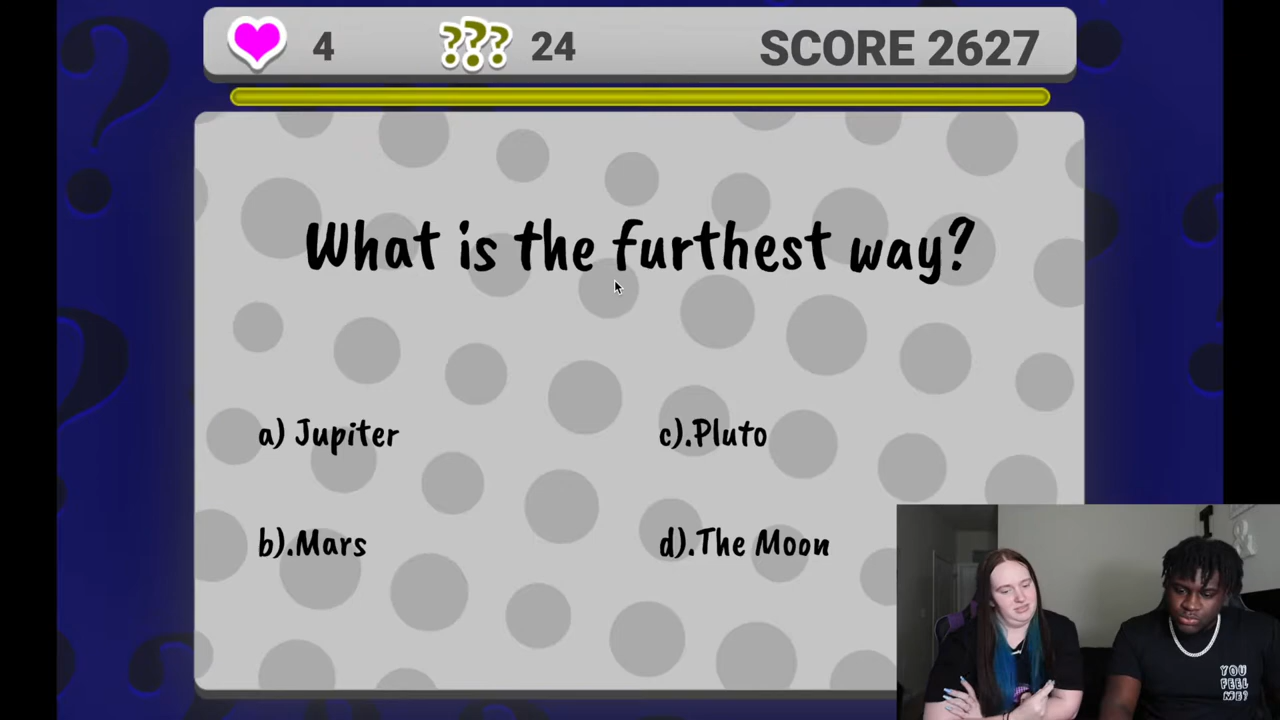 4
???
24
SCORE 2627
What is the furthest way?
a) Jupiter
c).Pluto
b).Mars
d).The Moon
YOU
FEEL
ME?